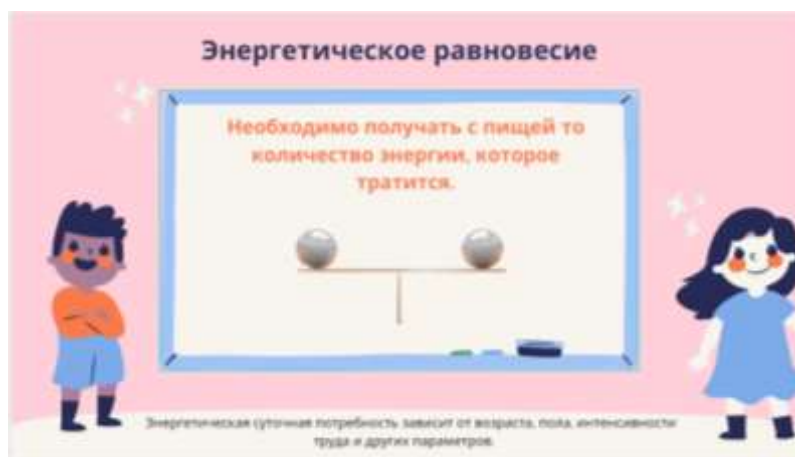 Энергетическое равновесие
Необходимо получать с пищей то
количество энергии, которое
тратится.
Энергетическая суточная потребность зависит от возраста, пола, интенсивности
труда и других параметров.